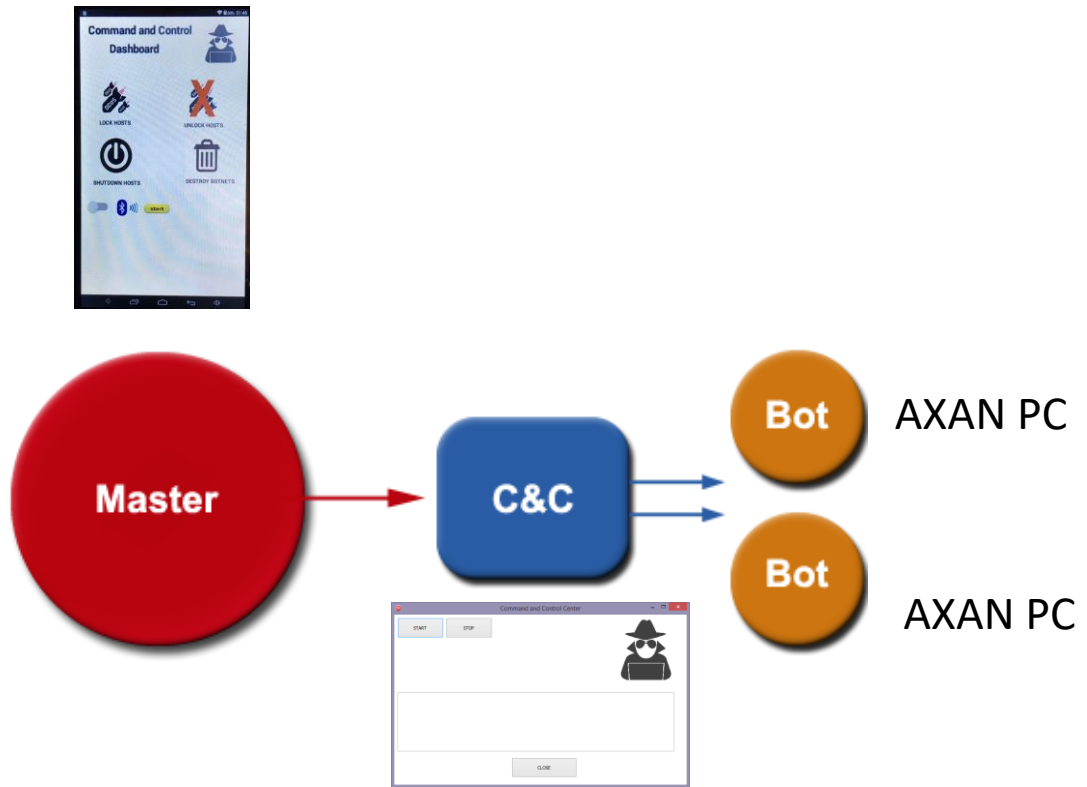 Command and Control
Dashboard
LOCK HOSTS
UNLOCK HOSTS
SHUTDOWN HOSTS
DESTROY BOTNETS
start
Master
C&C
Bot
AXAN PC
Bot
AXAN PC
Command and Control Center
START
STOP
CLOSE